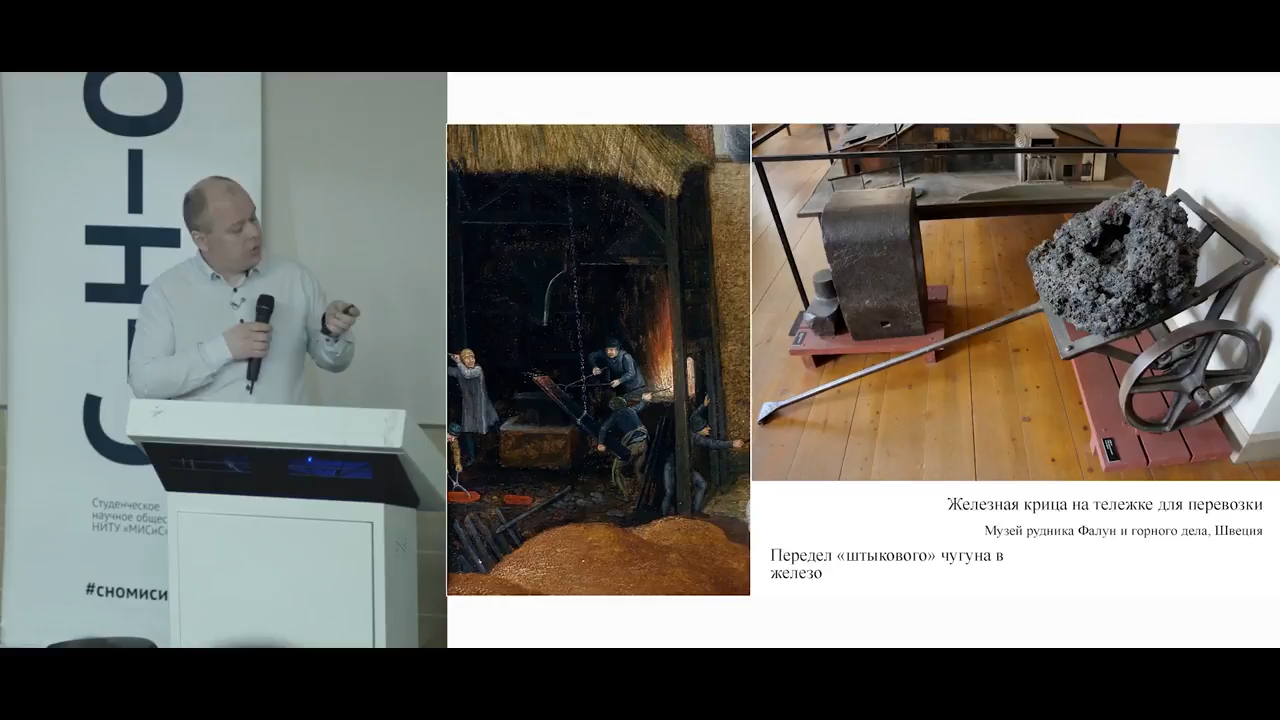 СНО
Студенческое
научное
НИТУ «МИСиС
#сномиси
Железная крица на тележке для перевозки
Музей рудника Фалун и горного дела, Швеция
Передел «штыкового» чугуна в
железо